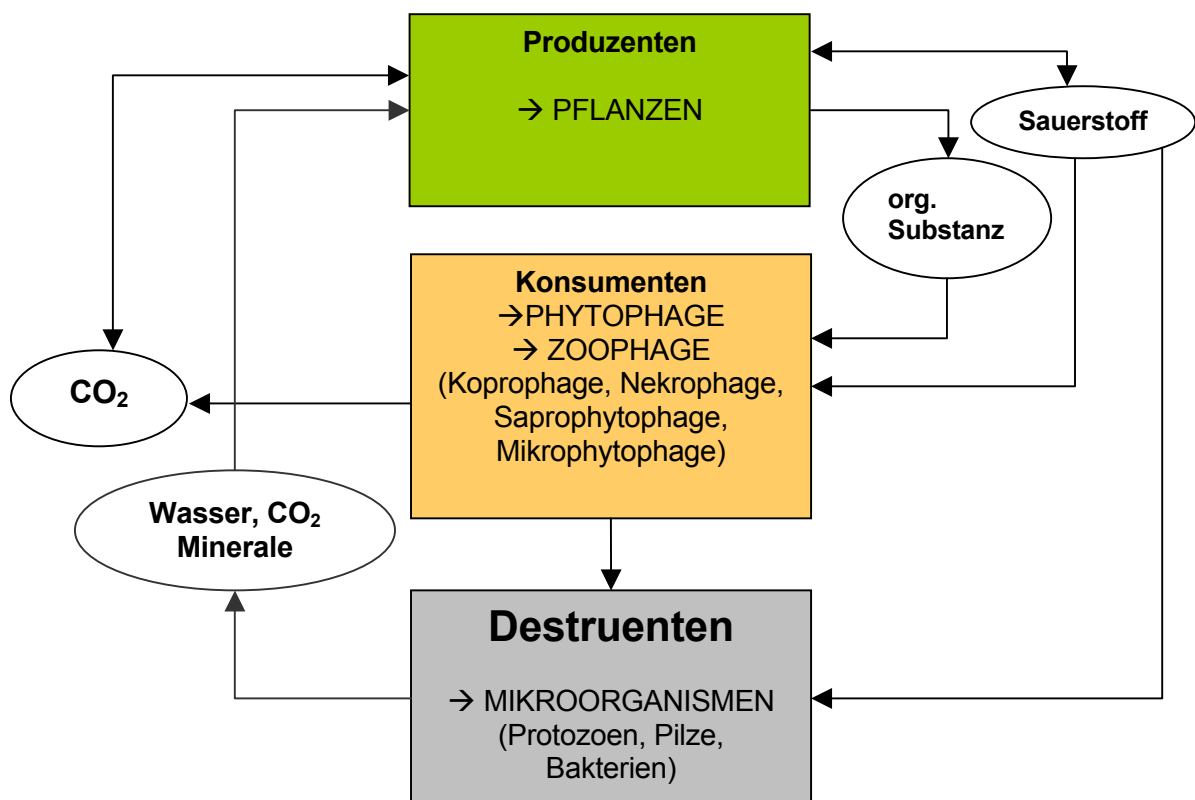 Produzenten
→ PFLANZEN
Sauerstoff
org.
Substanz
Konsumenten
→PHYTOPHAGE
→ ZOOPHAGE
(Koprophage, Nekrophage,
Saprophytophage,
Mikrophytophage)
CO₂
Wasser, CO₂
Minerale
Destruenten
→ MIKROORGANISMEN
(Protozoen, Pilze,
Bakterien)